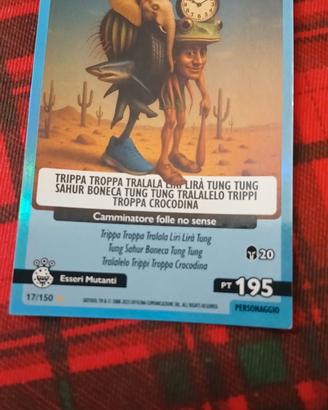 TRIPPA TROPPA TRALALA LIRI LIRÀ TUNG TUNG
SAHUR BONECA TUNG TUNG TRALALELO TRIPPI
TROPPA CROCODINA
Camminatore folle no sense
Trippa Troppa Tralala Liri Lirà Tung
Tung Sahur Boneca Tung Tung
Tralalelo Trippi Troppa Crocodina
20
Esseri Mutanti
PT 195
17/150
PERSONAGGIO